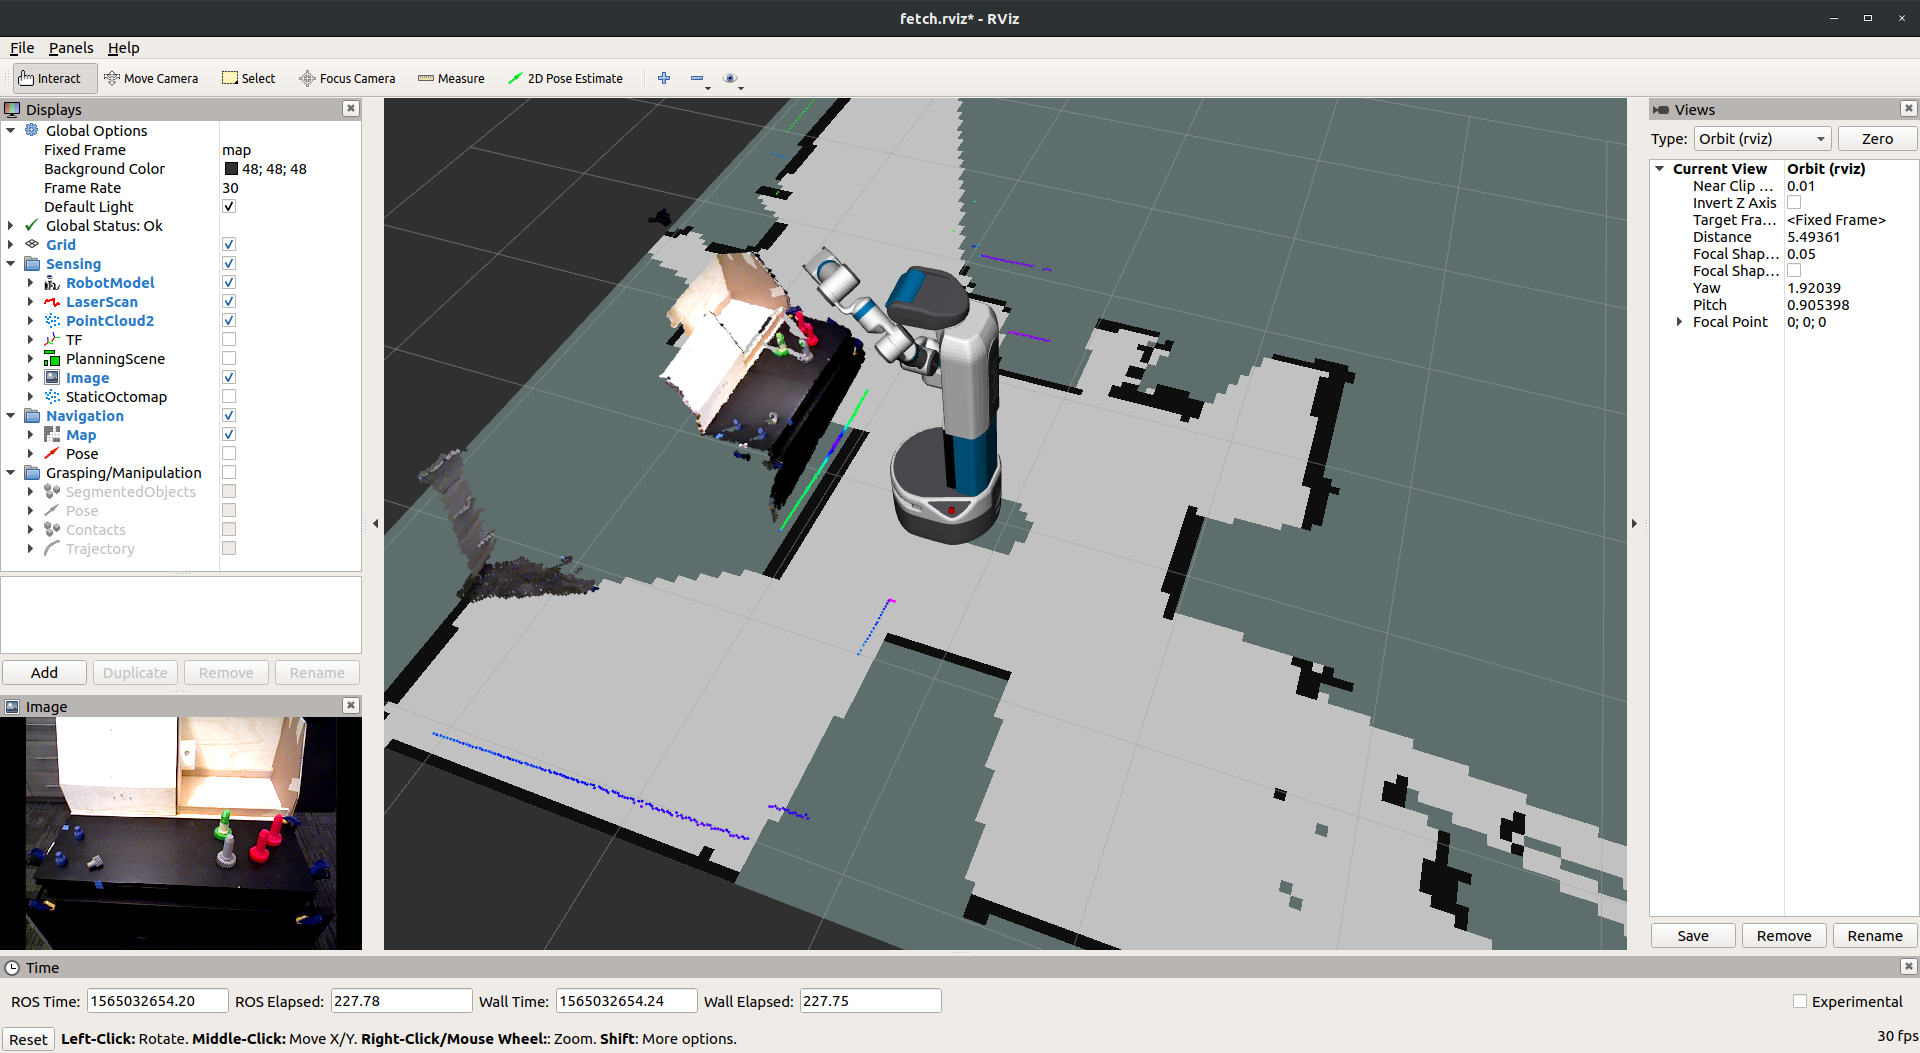 fetch.rviz* - RViz
File Panels Help
Interact Move Camera Select Focus Camera Measure 2D Pose Estimate
Displays
Global Options
Fixed Frame map
Background Color 48; 48; 48
Frame Rate 30
Default Light
Global Status: Ok
Grid
Sensing
RobotModel
LaserScan
PointCloud2
TF
PlanningScene
Image
StaticOctomap
Navigation
Map
Pose
Grasping/Manipulation
SegmentedObjects
Pose
Contacts
Trajectory
Add Duplicate Remove Rename
Image
Views
Type: Orbit (rviz) Zero
Current View Orbit (rviz)
Near Clip ... 0.01
Invert Z Axis
Target Fra... <Fixed Frame>
Distance 5.49361
Focal Shap... 0.05
Focal Shap...
Yaw 1.92039
Pitch 0.905398
Focal Point 0; 0; 0
Save Remove Rename
Time
ROS Time: 1565032654.20 ROS Elapsed: 227.78 Wall Time: 1565032654.24 Wall Elapsed: 227.75 Experimental
Reset Left-Click: Rotate. Middle-Click: Move X/Y. Right-Click/Mouse Wheel:: Zoom. Shift: More options. 30 fps